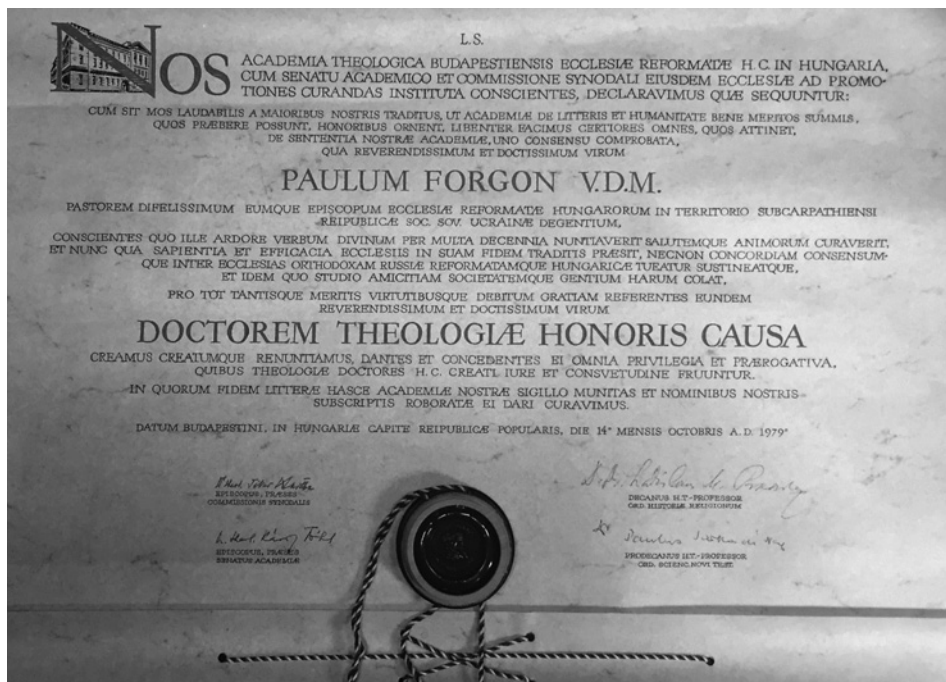 L.S.
NOS ACADEMIA THEOLOGICA BUDAPESTIENSIS ECCLESIÆ REFORMATÆ H.C. IN HUNGARIA,
CUM SENATU ACADEMICO ET COMMISSIONE SYNODALI EIUSDEM ECCLESIÆ AD PROMO-
TIONES CURANDAS INSTITUTA CONSCIENTES, DECLARAVIMUS QUÆ SEQUUNTUR:
CUM SIT MOS LAUDABILIS A MAIORIBUS NOSTRIS TRADITUS, UT ACADEMIÆ DE LITTERIS ET HUMANITATE BENE MERITOS SUMMIS,
QUOS PRÆBERE POSSUNT, HONORIBUS ORNENT, LIBENTER FACIMUS CERTIORES OMNES, QUOS ATTINET,
DE SENTENTIA NOSTRÆ ACADEMIÆ, UNO CONSENSU COMPROBATA,
QUA REVERENDISSIMUM ET DOCTISSIMUM VIRUM
PAULUM FORGON V.D.M.
PASTOREM DIFELISSIMUM EUMQUE EPISCOPUM ECCLESIÆ REFORMATÆ HUNGARORUM IN TERRITORIO SUBCARPATHIENSI
REIPUBLICÆ SOC. SOV. UCRAINÆ DEGENTIUM,
CONSCIENTES QUO ILLE ARDORE VERBUM DIVINUM PER MULTA DECENNIA NUNTIAVERIT SALUTEMQUE ANIMORUM CURAVERIT,
ET NUNC QUA SAPIENTIA ET EFFICACIA ECCLESIIS IN SUAM FIDEM TRADITIS PRÆSIT, NECNON CONCORDIAM CONSENSUM-
QUE INTER ECCLESIAS ORTHODOXAM RUSSIÆ REFORMATAMQUE HUNGARICÆ TUEATUR SUSTINEATQUE,
ET IDEM QUO STUDIO AMICITIAM SOCIETATEMQUE GENTIUM HARUM COLAT,
PRO TOT TANTISQUE MERITIS VIRTUTIBUSQUE DEBITUM GRATIAM REFERENTES EUNDEM
REVERENDISSIMUM ET DOCTISSIMUM VIRUM
DOCTOREM THEOLOGIÆ HONORIS CAUSA
CREAMUS CREATUMQUE RENUNTIAMUS, DANTES ET CONCEDENTES EI OMNIA PRIVILEGIA ET PRÆROGATIVA,
QUIBUS THEOLOGIÆ DOCTORES H.C. CREATI, IURE ET CONSVETUDINE FRUUNTUR.
IN QUORUM FIDEM LITTERÆ HASCE ACADEMIÆ NOSTRÆ SIGILLO MUNITAS ET NOMINIBUS NOSTRIS
SUBSCRIPTIS ROBORATÆ EI DARI CURAVIMUS.
DATUM BUDAPESTINI, IN HUNGARIÆ CAPITE REIPUBLICÆ POPULARIS, DIE 14° MENSIS OCTOBRIS A.D. 1979°
EPISCOPUS, PRÆSES
COMMISSIONIS SYNODALIS
DECANUS H.T.-PROFESSOR
ORD. HISTORIÆ RELIGIONUM
EPISCOPUS, PRÆSES
SENATUS ACADEMIÆ
PRODECANUS H.T.-PROFESSOR
ORD. SCIENC. NOVI TEST.